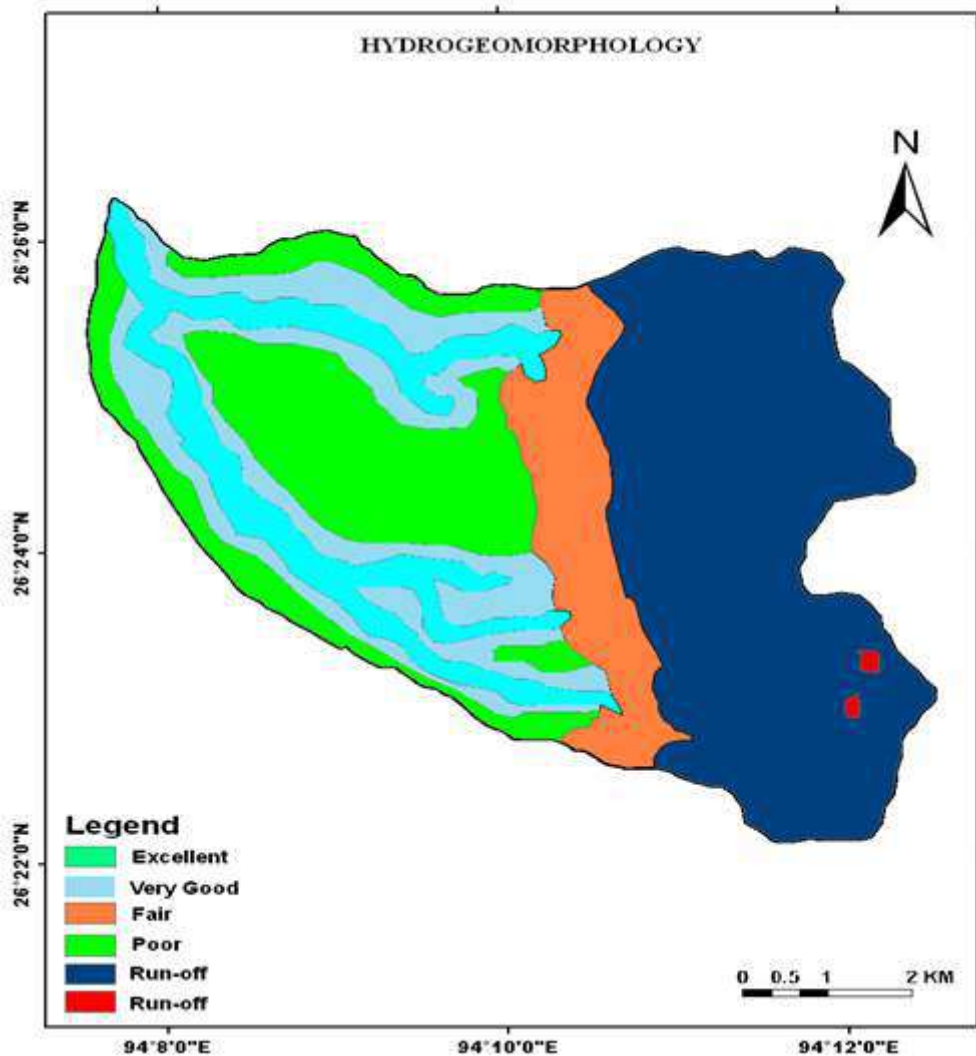 HYDROGEOMORPHOLOGY
N
26°26'0"N
26°24'0"N
26°22'0"N
Legend
Excellent
Very Good
Fair
Poor
Run-off
Run-off
0 0.5 1 2 KM
94°8'0"E 94°10'0"E 94°12'0"E